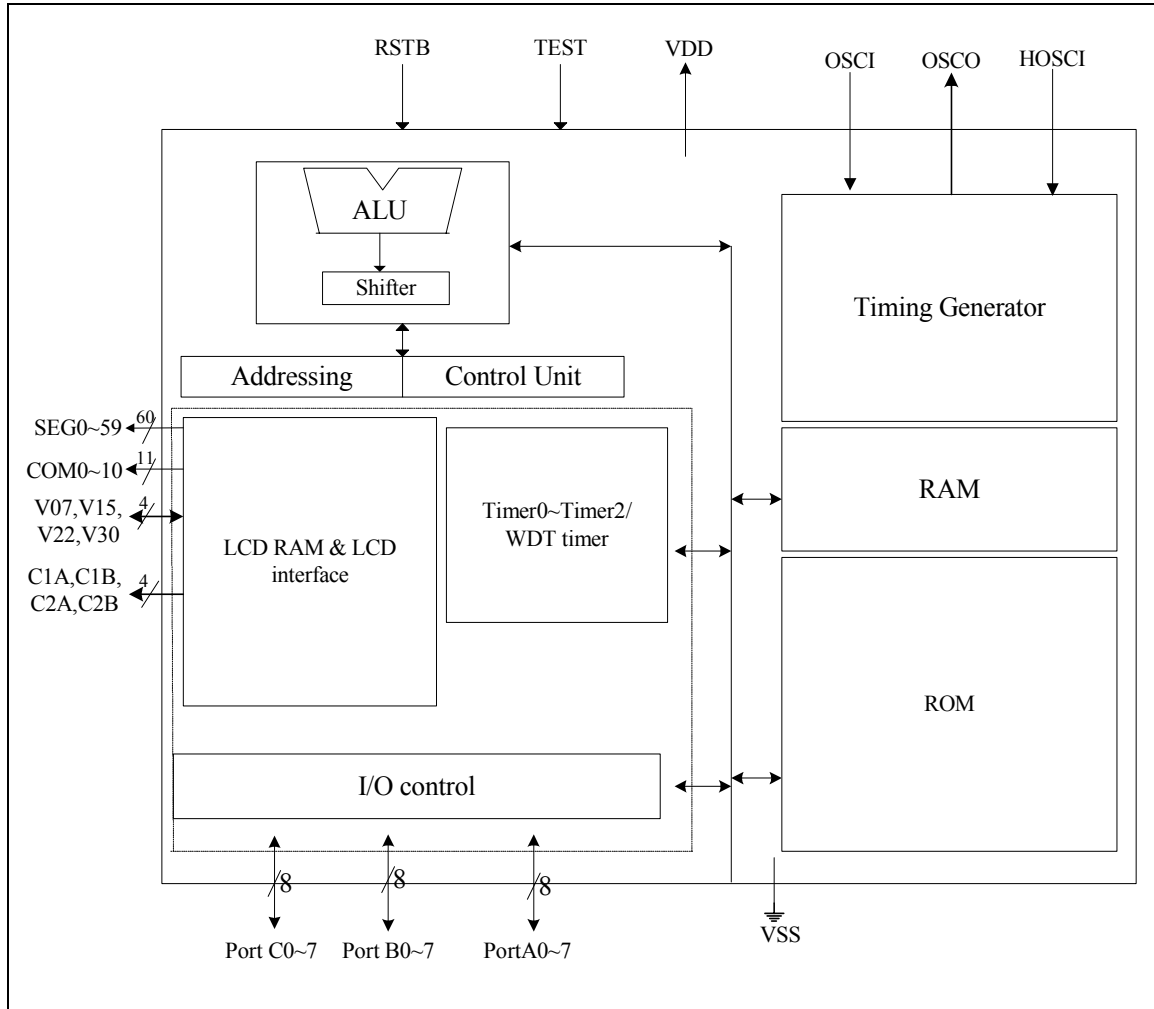 RSTB
TEST
VDD
OSCI
OSCO
HOSCI
ALU
Shifter
Timing Generator
Addressing
Control Unit
SEG0~59
60
COM0~10
11
V07,V15,
V22,V30
4
C1A,C1B,
C2A,C2B
4
LCD RAM & LCD
interface
Timer0~Timer2/
WDT timer
RAM
ROM
I/O control
8
8
8
Port C0~7
Port B0~7
PortA0~7
VSS